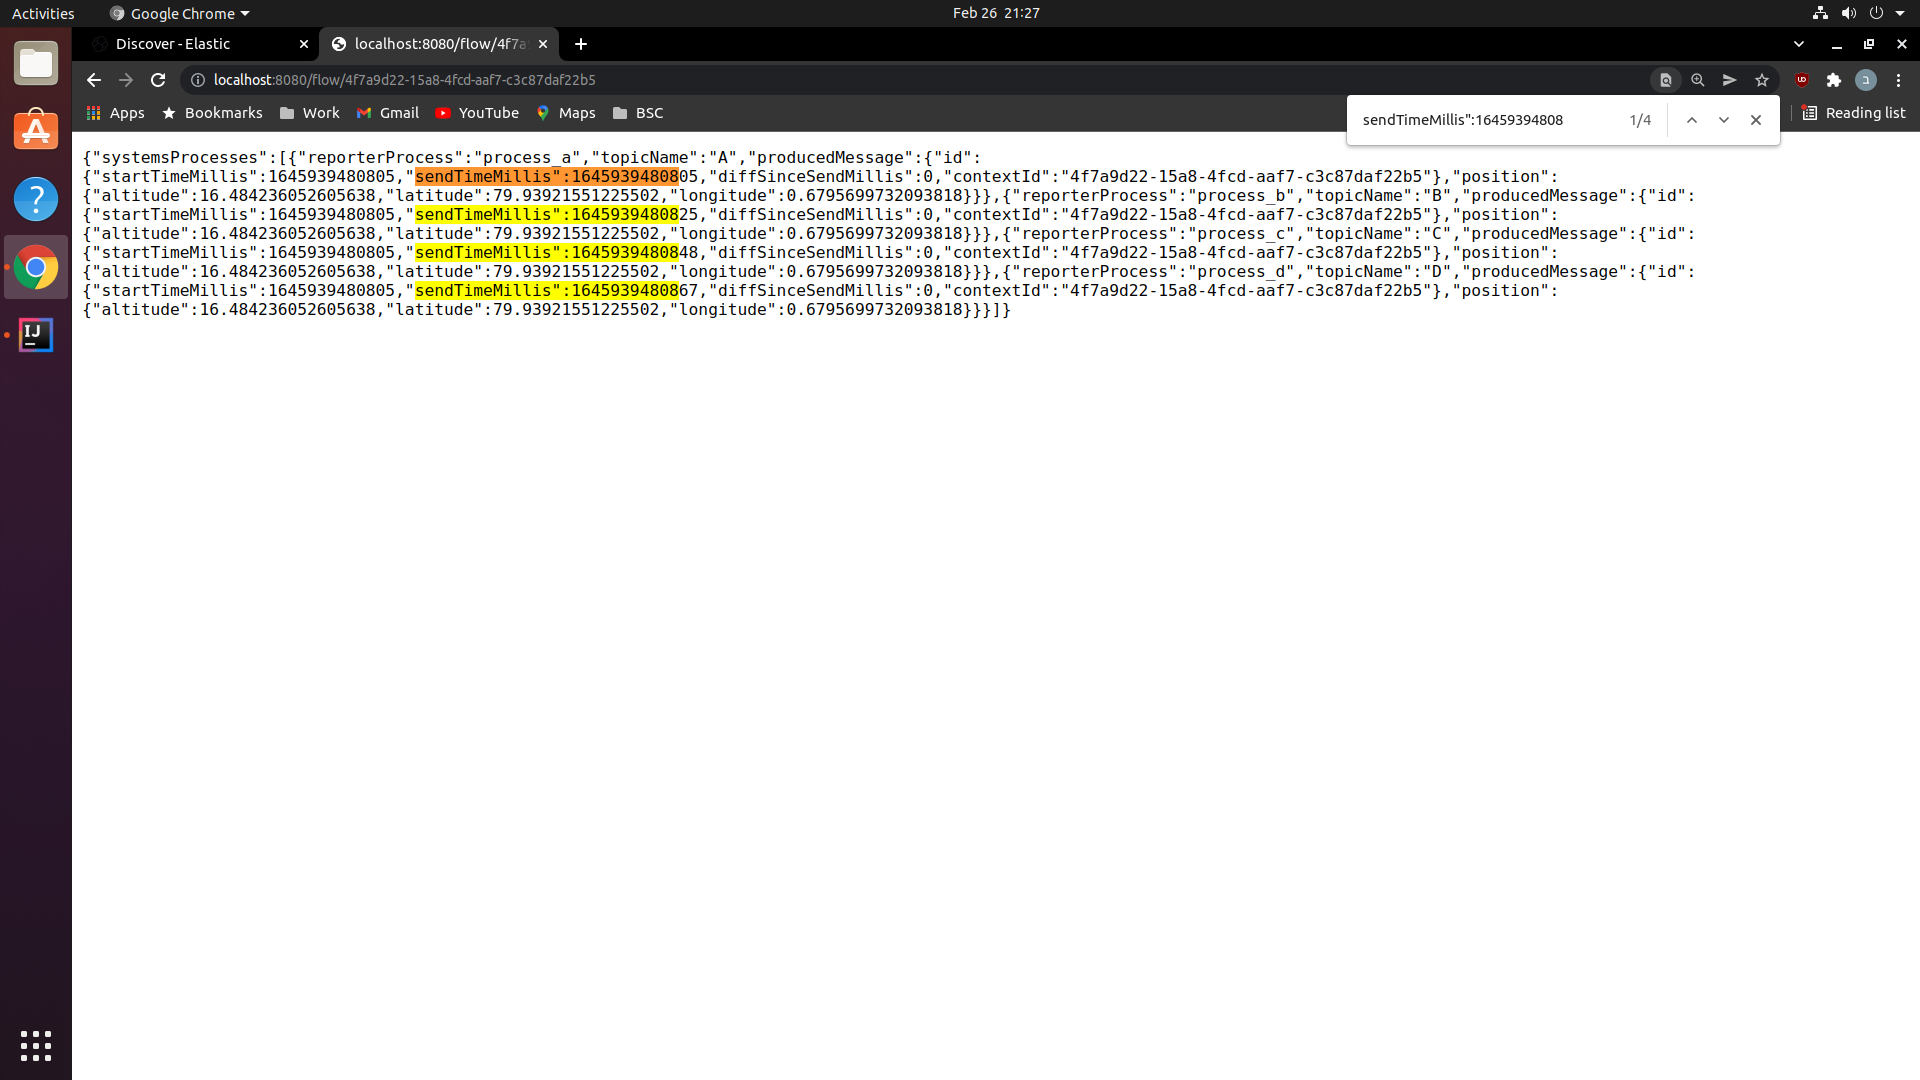 Activities
Google Chrome
Feb 26 21:27
Discover - Elastic
localhost:8080/flow/4f7a
localhost:8080/flow/4f7a9d22-15a8-4fcd-aaf7-c3c87daf22b5
ב
Apps
Bookmarks
Work
Gmail
YouTube
Maps
BSC
sendTimeMillis":16459394808
1/4
Reading list
{"systemsProcesses":[{"reporterProcess":"process_a","topicName":"A","producedMessage":{"id":
{"startTimeMillis":1645939480805,"sendTimeMillis":1645939480805,"diffSinceSendMillis":0,"contextId":"4f7a9d22-15a8-4fcd-aaf7-c3c87daf22b5"},"position":
{"altitude":16.484236052605638,"latitude":79.93921551225502,"longitude":0.6795699732093818}}},{"reporterProcess":"process_b","topicName":"B","producedMessage":{"id":
{"startTimeMillis":1645939480805,"sendTimeMillis":1645939480825,"diffSinceSendMillis":0,"contextId":"4f7a9d22-15a8-4fcd-aaf7-c3c87daf22b5"},"position":
{"altitude":16.484236052605638,"latitude":79.93921551225502,"longitude":0.6795699732093818}}},{"reporterProcess":"process_c","topicName":"C","producedMessage":{"id":
{"startTimeMillis":1645939480805,"sendTimeMillis":1645939480848,"diffSinceSendMillis":0,"contextId":"4f7a9d22-15a8-4fcd-aaf7-c3c87daf22b5"},"position":
{"altitude":16.484236052605638,"latitude":79.93921551225502,"longitude":0.6795699732093818}}},{"reporterProcess":"process_d","topicName":"D","producedMessage":{"id":
{"startTimeMillis":1645939480805,"sendTimeMillis":1645939480867,"diffSinceSendMillis":0,"contextId":"4f7a9d22-15a8-4fcd-aaf7-c3c87daf22b5"},"position":
{"altitude":16.484236052605638,"latitude":79.93921551225502,"longitude":0.6795699732093818}}}]}
IJ